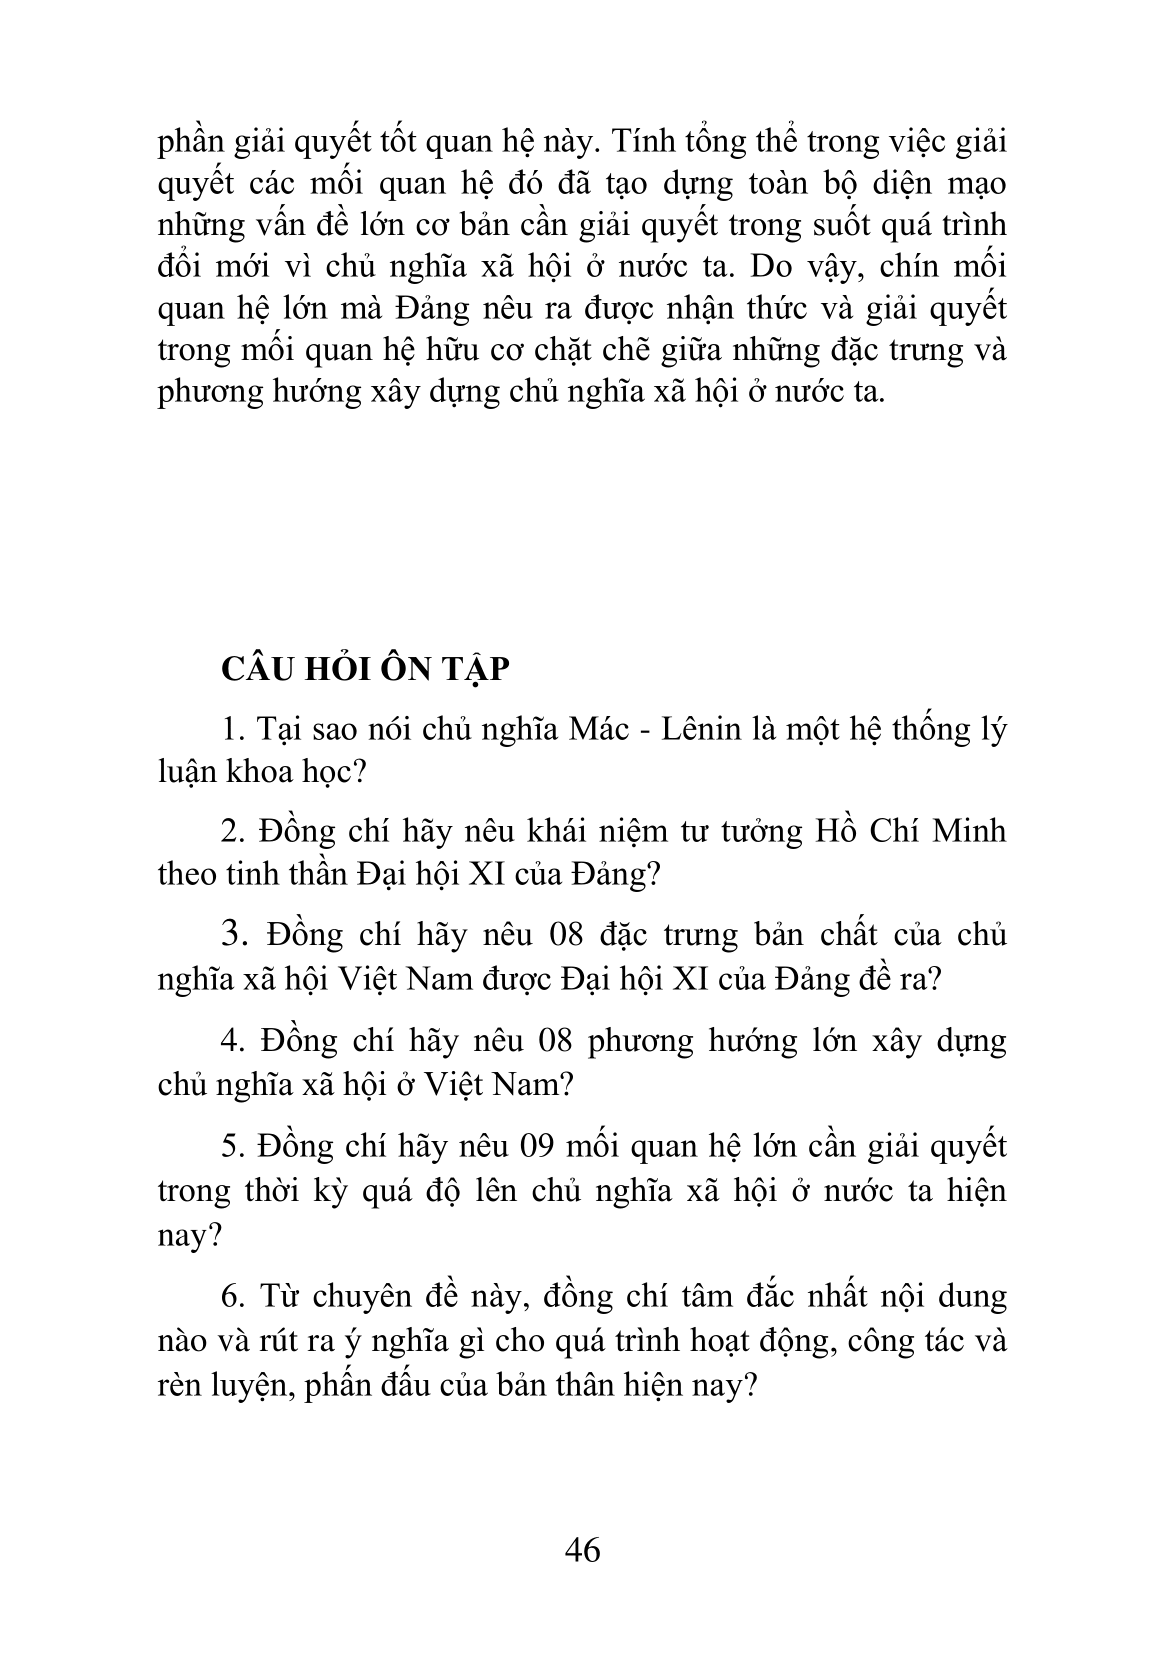 phần giải quyết tốt quan hệ này. Tính tổng thể trong việc giải
quyết các mối quan hệ đó đã tạo dựng toàn bộ diện mạo
những vấn đề lớn cơ bản cần giải quyết trong suốt quá trình
đổi mới vì chủ nghĩa xã hội ở nước ta. Do vậy, chín mối
quan hệ lớn mà Đảng nêu ra được nhận thức và giải quyết
trong mối quan hệ hữu cơ chặt chẽ giữa những đặc trưng và
phương hướng xây dựng chủ nghĩa xã hội ở nước ta.
CÂU HỎI ÔN TẬP
1. Tại sao nói chủ nghĩa Mác - Lênin là một hệ thống lý
luận khoa học?
2. Đồng chí hãy nêu khái niệm tư tưởng Hồ Chí Minh
theo tinh thần Đại hội XI của Đảng?
3. Đồng chí hãy nêu 08 đặc trưng bản chất của chủ
nghĩa xã hội Việt Nam được Đại hội XI của Đảng đề ra?
4. Đồng chí hãy nêu 08 phương hướng lớn xây dựng
chủ nghĩa xã hội ở Việt Nam?
5. Đồng chí hãy nêu 09 mối quan hệ lớn cần giải quyết
trong thời kỳ quá độ lên chủ nghĩa xã hội ở nước ta hiện
nay?
6. Từ chuyên đề này, đồng chí tâm đắc nhất nội dung
nào và rút ra ý nghĩa gì cho quá trình hoạt động, công tác và
rèn luyện, phấn đấu của bản thân hiện nay?
46